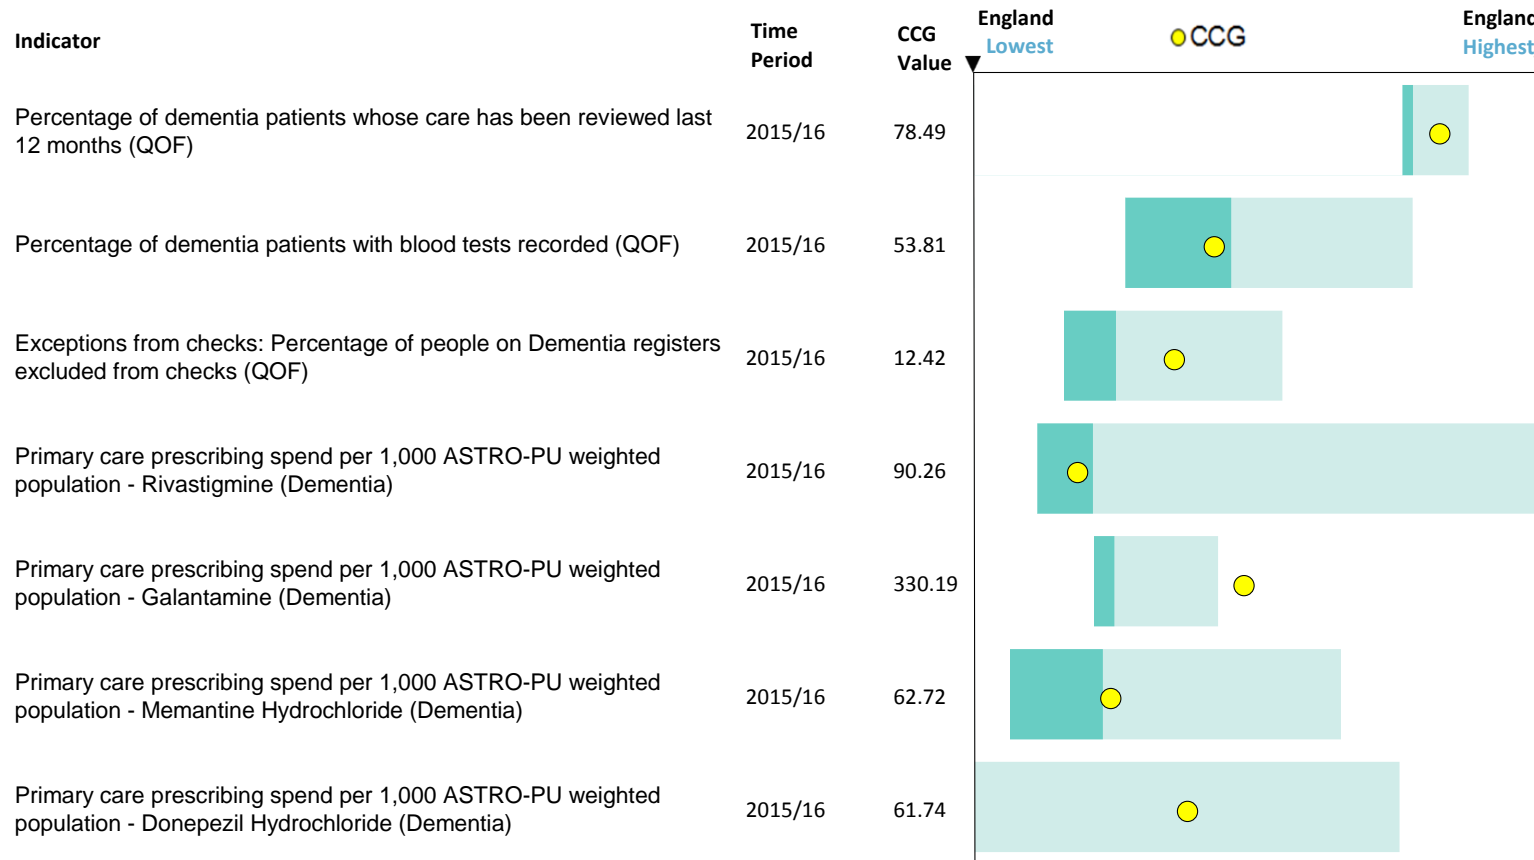 Indicator
Time
Period
CCG
Value
England
Lowest
CCG
England
Highest
Percentage of dementia patients whose care has been reviewed last
12 months (QOF)
2015/16
78.49
Percentage of dementia patients with blood tests recorded (QOF)
2015/16
53.81
Exceptions from checks: Percentage of people on Dementia registers
excluded from checks (QOF)
2015/16
12.42
Primary care prescribing spend per 1,000 ASTRO-PU weighted
population - Rivastigmine (Dementia)
2015/16
90.26
Primary care prescribing spend per 1,000 ASTRO-PU weighted
population - Galantamine (Dementia)
2015/16
330.19
Primary care prescribing spend per 1,000 ASTRO-PU weighted
population - Memantine Hydrochloride (Dementia)
2015/16
62.72
Primary care prescribing spend per 1,000 ASTRO-PU weighted
population - Donepezil Hydrochloride (Dementia)
2015/16
61.74